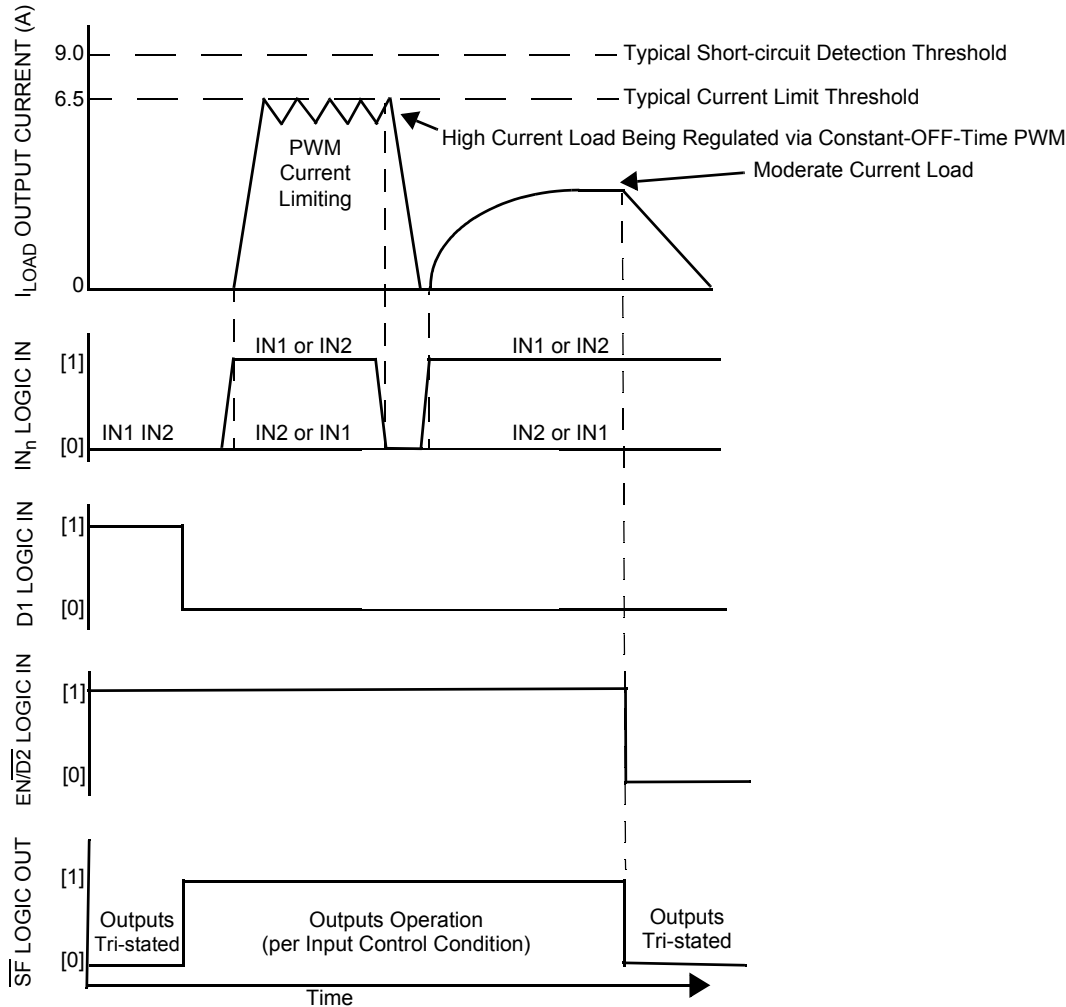 I_LOAD OUTPUT CURRENT (A)
9.0
Typical Short-circuit Detection Threshold
6.5
Typical Current Limit Threshold
High Current Load Being Regulated via Constant-OFF-Time PWM
PWM
Current
Limiting
Moderate Current Load
0
IN_n LOGIC IN
[1]
IN1 or IN2
IN1 or IN2
IN1 IN2
IN2 or IN1
IN2 or IN1
[0]
D1 LOGIC IN
[1]
[0]
EN/D2 LOGIC IN
[1]
[0]
SF LOGIC OUT
[1]
Outputs
Tri-stated
Outputs Operation
(per Input Control Condition)
Outputs
Tri-stated
[0]
Time